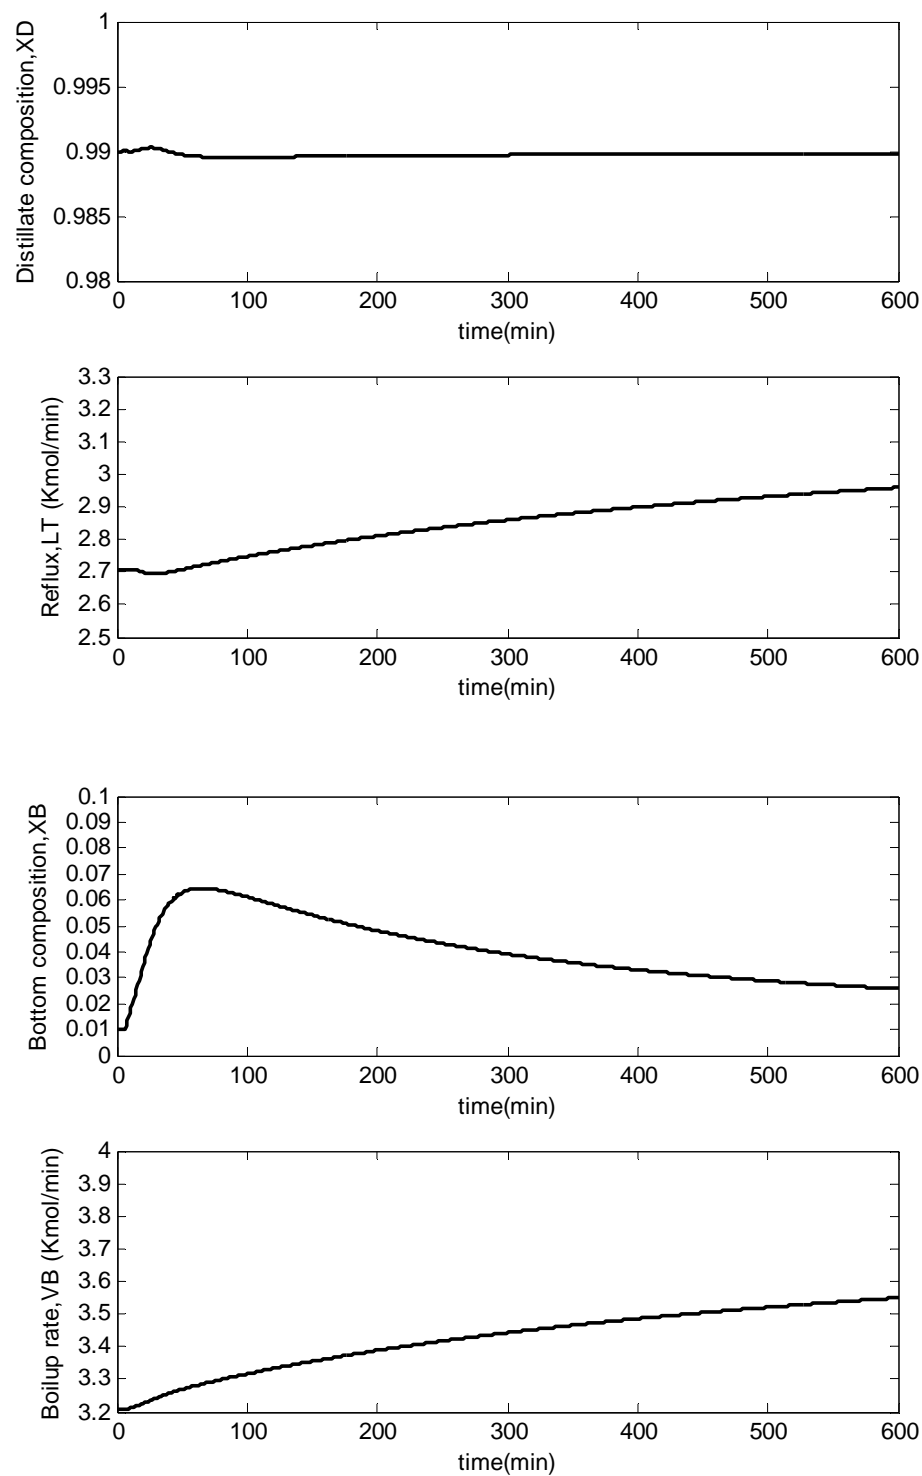 Distillate composition,XD
1
0.995
0.99
0.985
0.98
0 100 200 300 400 500 600
time(min)
Reflux,LT (Kmol/min)
3.3
3.2
3.1
3
2.9
2.8
2.7
2.6
2.5
0 100 200 300 400 500 600
time(min)
Bottom composition,XB
0.1
0.09
0.08
0.07
0.06
0.05
0.04
0.03
0.02
0.01
0
0 100 200 300 400 500 600
time(min)
Boilup rate,VB (Kmol/min)
4
3.9
3.8
3.7
3.6
3.5
3.4
3.3
3.2
0 100 200 300 400 500 600
time(min)